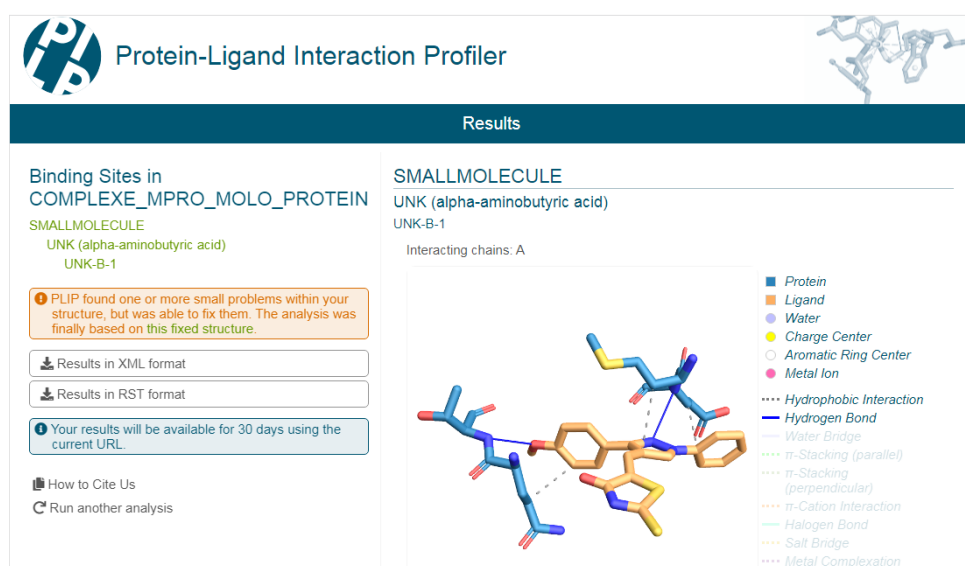 PLIP
Protein-Ligand Interaction Profiler
Results
Binding Sites in
COMPLEXE_MPRO_MOLO_PROTEIN
SMALLMOLECULE
UNK (alpha-aminobutyric acid)
UNK-B-1
PLIP found one or more small problems within your
structure, but was able to fix them. The analysis was
finally based on this fixed structure.
Results in XML format
Results in RST format
Your results will be available for 30 days using the
current URL.
How to Cite Us
Run another analysis
SMALLMOLECULE
UNK (alpha-aminobutyric acid)
UNK-B-1
Interacting chains: A
Protein
Ligand
Water
Charge Center
Aromatic Ring Center
Metal Ion
Hydrophobic Interaction
Hydrogen Bond
Water Bridge
π-Stacking (parallel)
π-Stacking
(perpendicular)
π-Cation Interaction
Halogen Bond
Salt Bridge
Metal Complexation